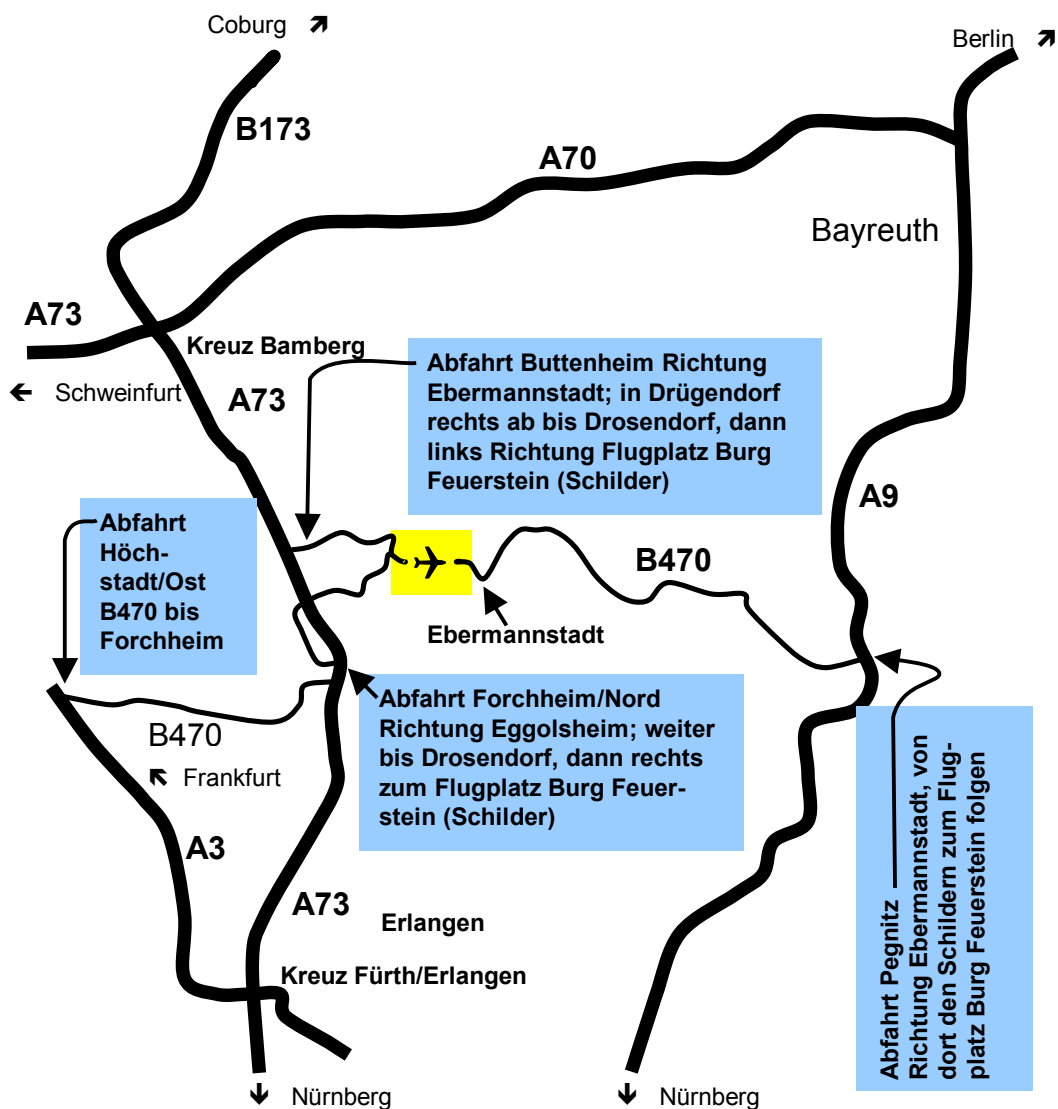 Coburg ↗
Berlin ↗
B173
A70
Bayreuth
A73
Kreuz Bamberg
← Schweinfurt
A73
Abfahrt Buttenheim Richtung
Ebermannstadt; in Drügendorf
rechts ab bis Drosendorf, dann
links Richtung Flugplatz Burg
Feuerstein (Schilder)
A9
Abfahrt
Höch-
stadt/Ost
B470 bis
Forchheim
B470
Ebermannstadt
Abfahrt Forchheim/Nord
Richtung Eggolsheim; weiter
bis Drosendorf, dann rechts
zum Flugplatz Burg Feuer-
stein (Schilder)
B470
↖ Frankfurt
A3
A73
Erlangen
Kreuz Fürth/Erlangen
Abfahrt Pegnitz
Richtung Ebermannstadt, von
dort den Schildern zum Flug-
platz Burg Feuerstein folgen
↓ Nürnberg
↓ Nürnberg